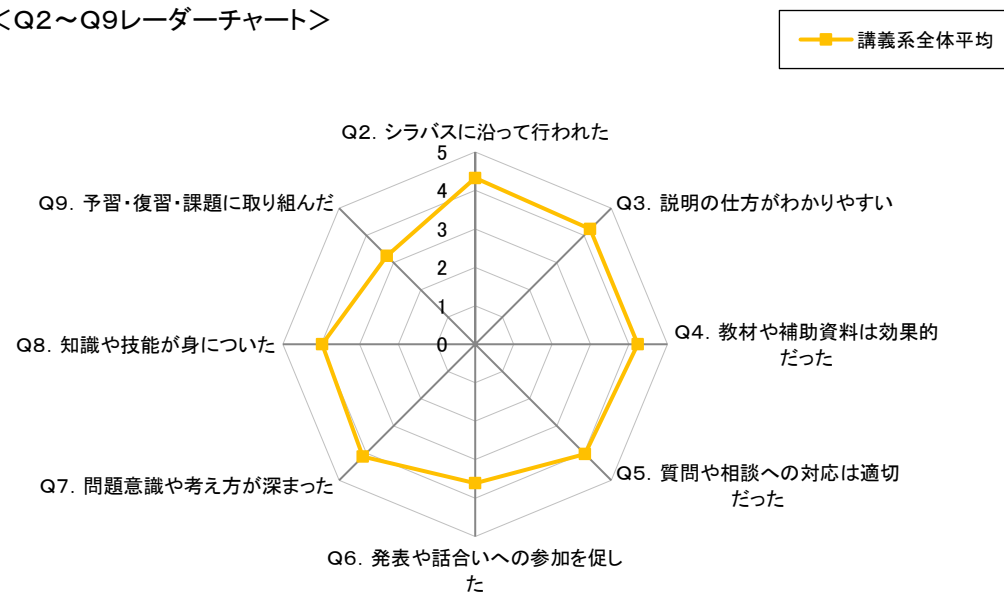 ＜Q2～Q9レーダーチャート＞
講義系全体平均
Q2. シラバスに沿って行われた
Q3. 説明の仕方がわかりやすい
Q4. 教材や補助資料は効果的
だった
Q5. 質問や相談への対応は適切
だった
Q6. 発表や話合いへの参加を促し
た
Q7. 問題意識や考え方が深まった
Q8. 知識や技能が身についた
Q9. 予習・復習・課題に取り組んだ
5
4
3
2
1
0